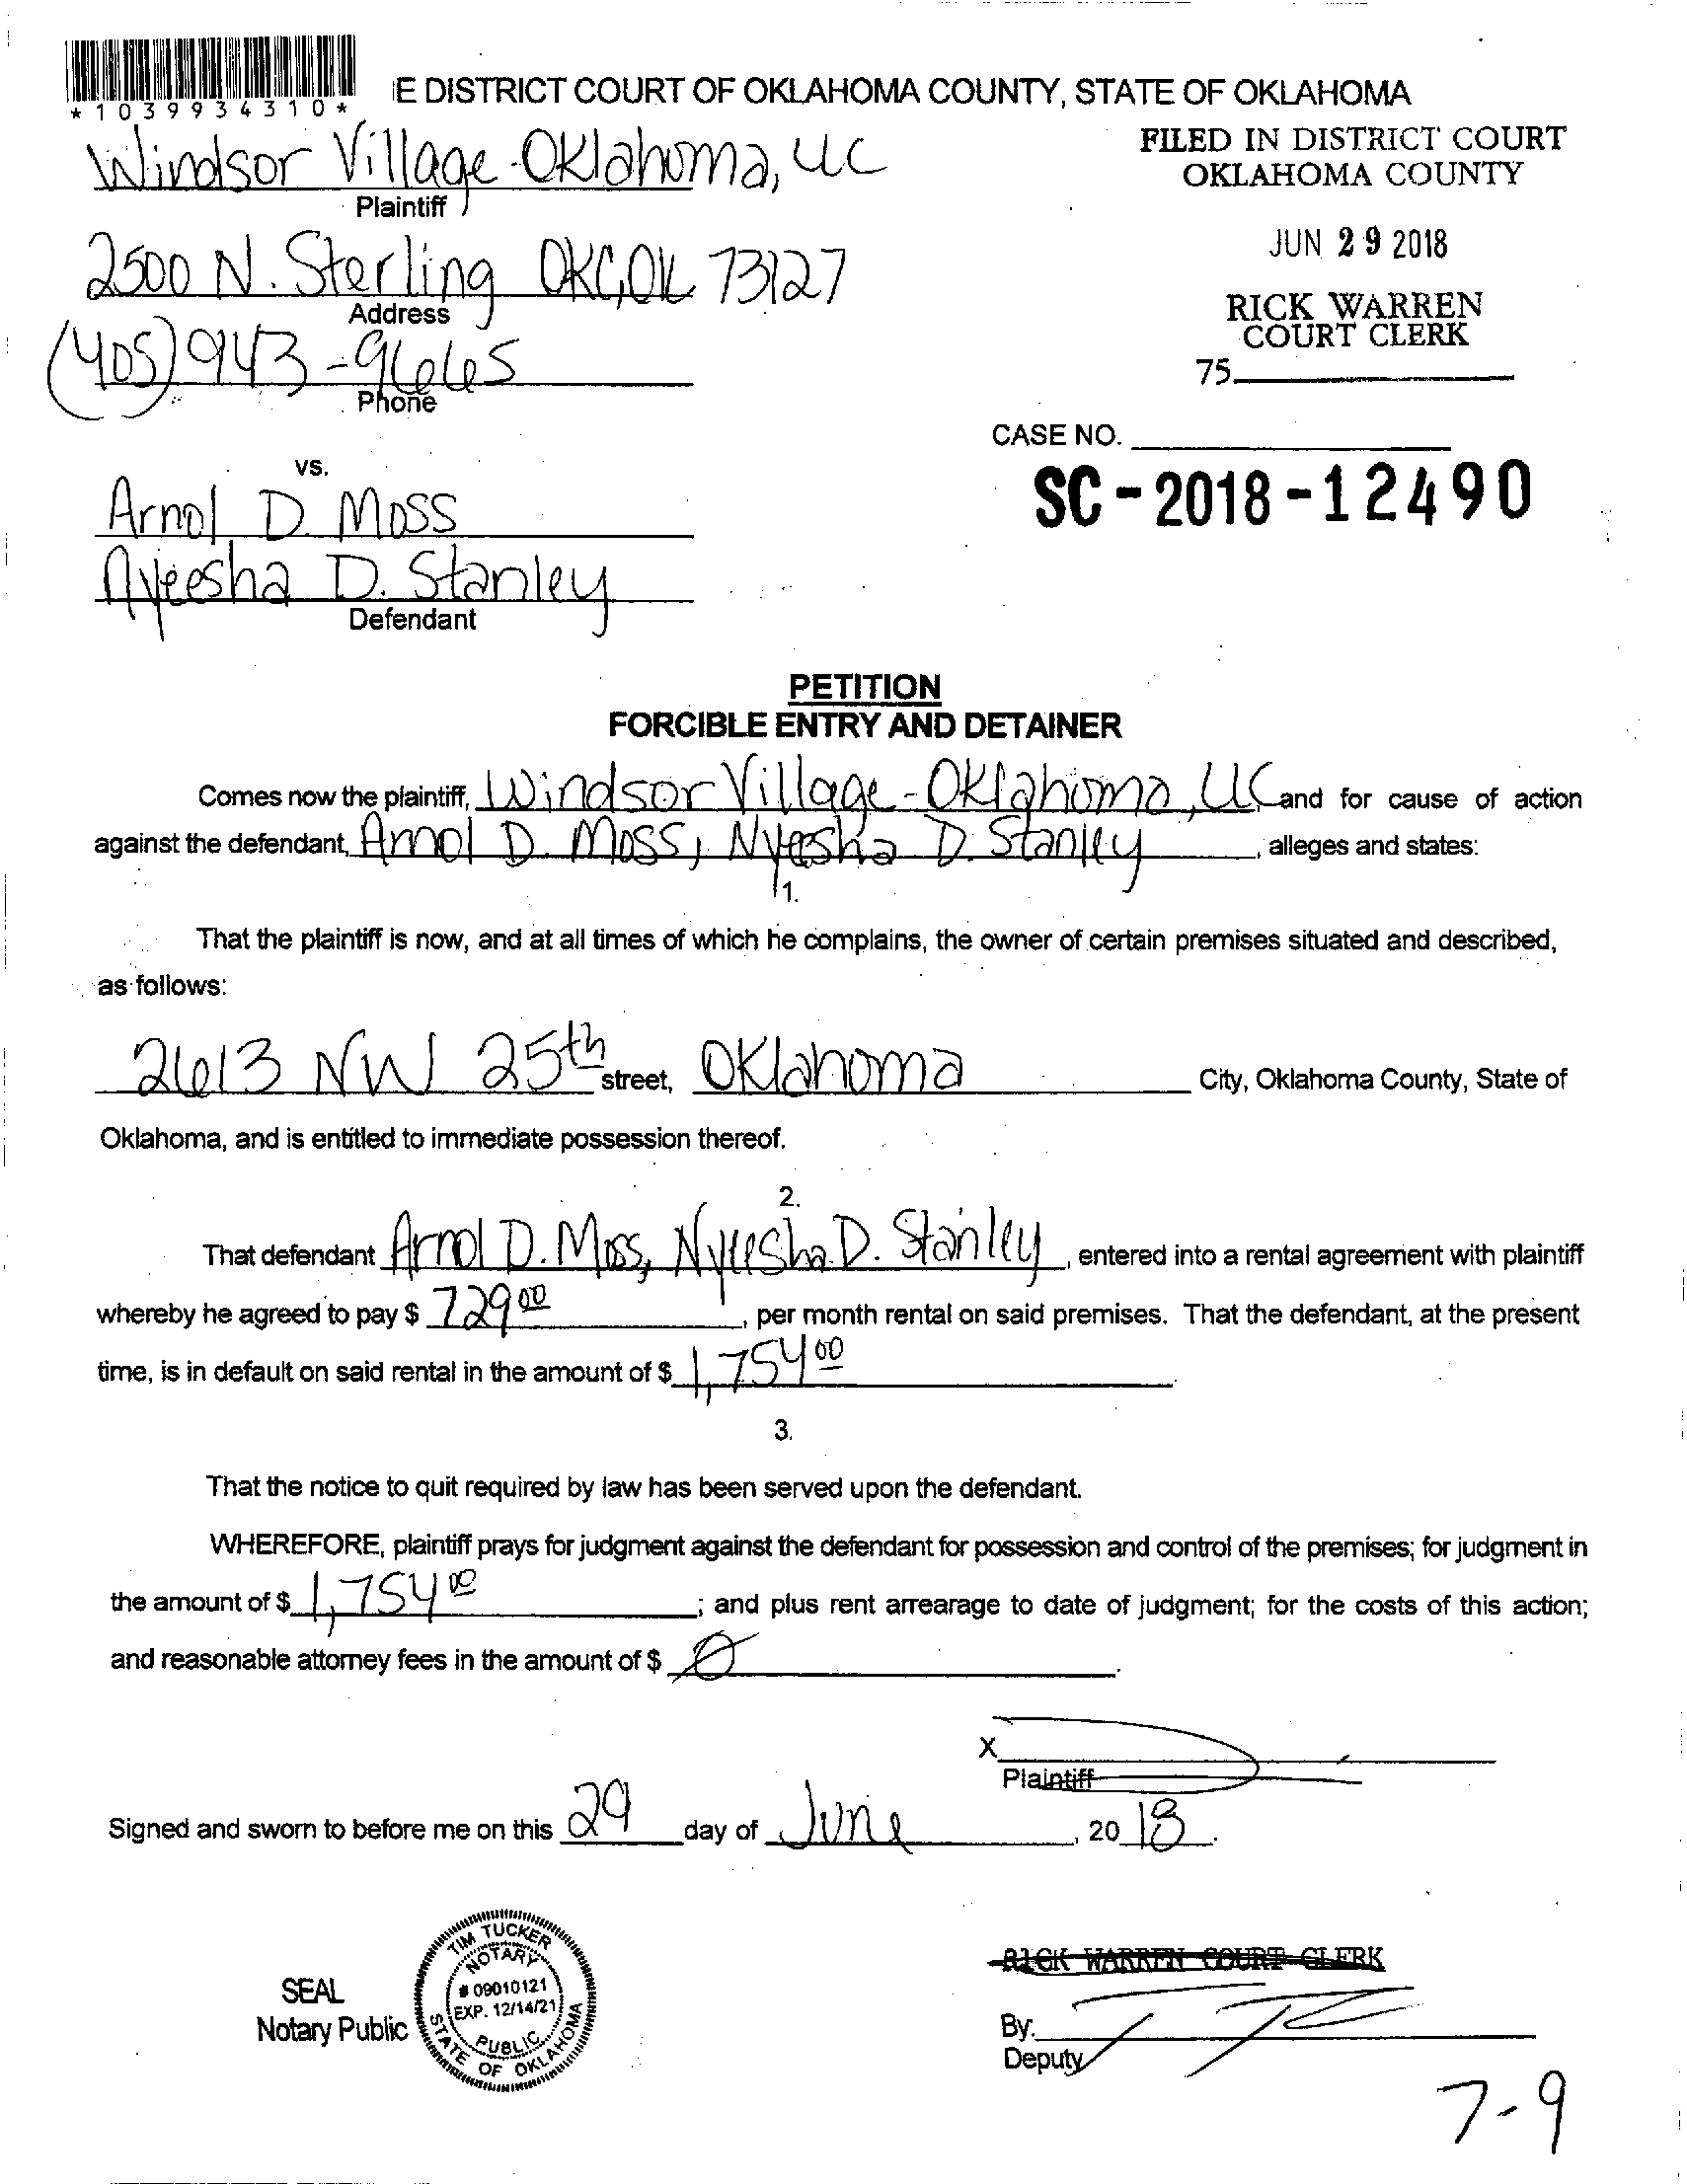 *1039934310*
E DISTRICT COURT OF OKLAHOMA COUNTY, STATE OF OKLAHOMA
Windsor Village-Oklahoma, LLC
Plaintiff
FILED IN DISTRICT COURT
OKLAHOMA COUNTY
2500 N. Sterling OKC, OK 73127
Address
JUN 29 2018
RICK WARREN
COURT CLERK
(405) 943-9665
Phone
75.
CASE NO.
SC-2018-12490
vs.
Arnol D. Moss
Nyeesha D. Stanley
Defendant
PETITION
FORCIBLE ENTRY AND DETAINER
Comes now the plaintiff, Windsor Village-Oklahoma, LLC and for cause of action
against the defendant, Arnol D. Moss, Nyeesha D. Stanley, alleges and states:
1.
That the plaintiff is now, and at all times of which he complains, the owner of certain premises situated and described,
as follows:
2613 NW 25th street, Oklahoma City, Oklahoma County, State of
Oklahoma, and is entitled to immediate possession thereof.
2.
That defendant Arnol D. Moss, Nyeesha D. Stanley, entered into a rental agreement with plaintiff
whereby he agreed to pay $ 729 00, per month rental on said premises. That the defendant, at the present
time, is in default on said rental in the amount of $ 1,754 00.
3.
That the notice to quit required by law has been served upon the defendant.
WHEREFORE, plaintiff prays for judgment against the defendant for possession and control of the premises; for judgment in
the amount of $ 1,754 00; and plus rent arrearage to date of judgment; for the costs of this action;
and reasonable attorney fees in the amount of $ 0.
X
Plaintiff
Signed and sworn to before me on this 29 day of June, 2018.
TIM TUCKER
NOTARY
# 09010121
EXP. 12/14/21
PUBLIC
STATE OF OKLAHOMA
SEAL
Notary Public
RICK WARREN COURT CLERK
By:
Deputy
7-9